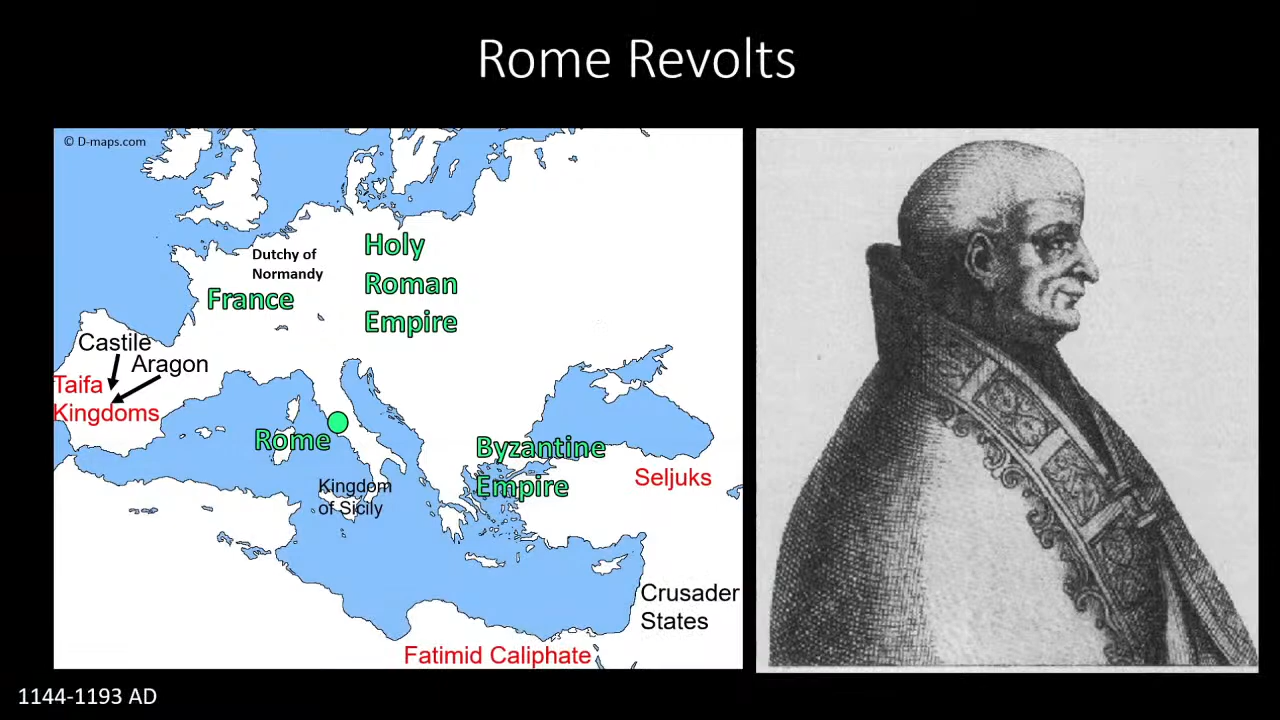 Rome Revolts
© D-maps.com
Holy
Roman
Empire
Dutchy of
Normandy
France
Castile
Aragon
Taifa
Kingdoms
Rome
Byzantine
Empire
Seljuks
Kingdom
of Sicily
Crusader
States
Fatimid Caliphate
1144-1193 AD